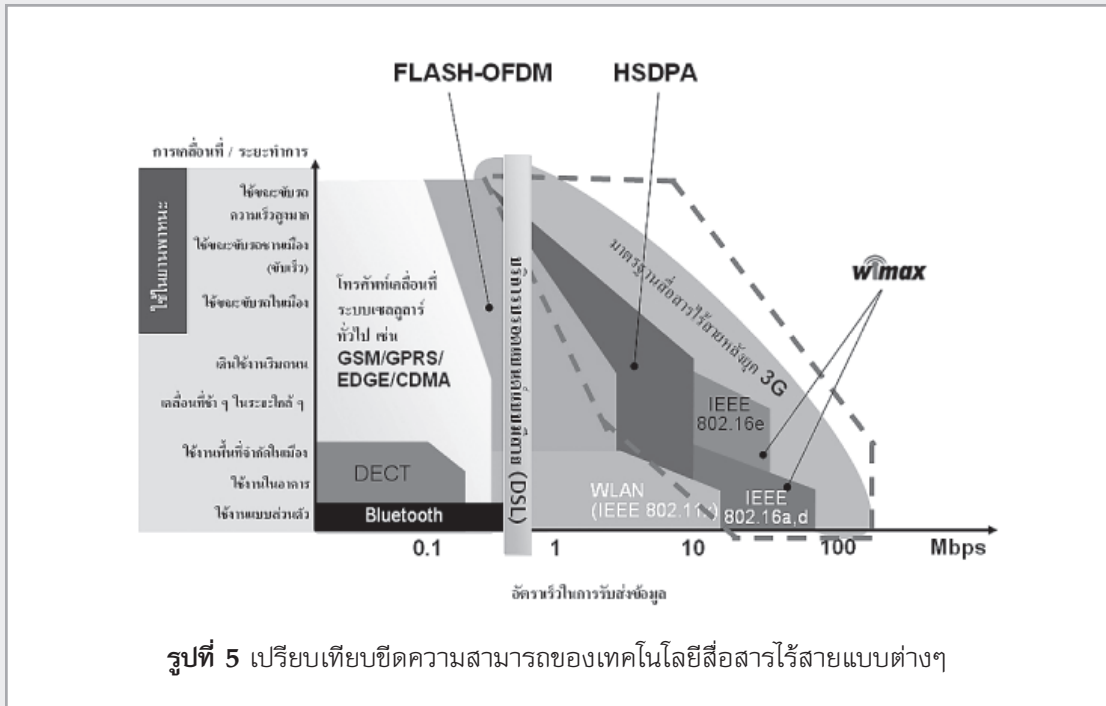 FLASH-OFDM HSDPA
การเคลื่อนที่ / ระยะทำการ
ใช้ในยานพาหนะ
ใช้ขณะขับรถ
ความเร็วสูงมาก
ใช้ขณะขับรถชานเมือง
(ขับเร็ว)
ใช้ขณะขับรถในเมือง
เดินใช้งานริมถนน
เคลื่อนที่ช้า ๆ ในระยะใกล้ ๆ
ใช้งานพื้นที่จำกัดในเมือง
ใช้งานในอาคาร
ใช้งานแบบส่วนตัว
โทรศัพท์เคลื่อนที่
ระบบเซลลูลาร์
ทั่วไป เช่น
GSM/GPRS/
EDGE/CDMA
DECT
Bluetooth
บริการบรอดแบนด์แบบมีสาย (DSL)
มาตรฐานสื่อสารไร้สายหลังยุค 3G
wimax
IEEE
802.16e
WLAN
(IEEE 802.11x)
IEEE
802.16a,d
0.1 1 10 100 Mbps
อัตราเร็วในการรับส่งข้อมูล
รูปที่ 5 เปรียบเทียบขีดความสามารถของเทคโนโลยีสื่อสารไร้สายแบบต่างๆ